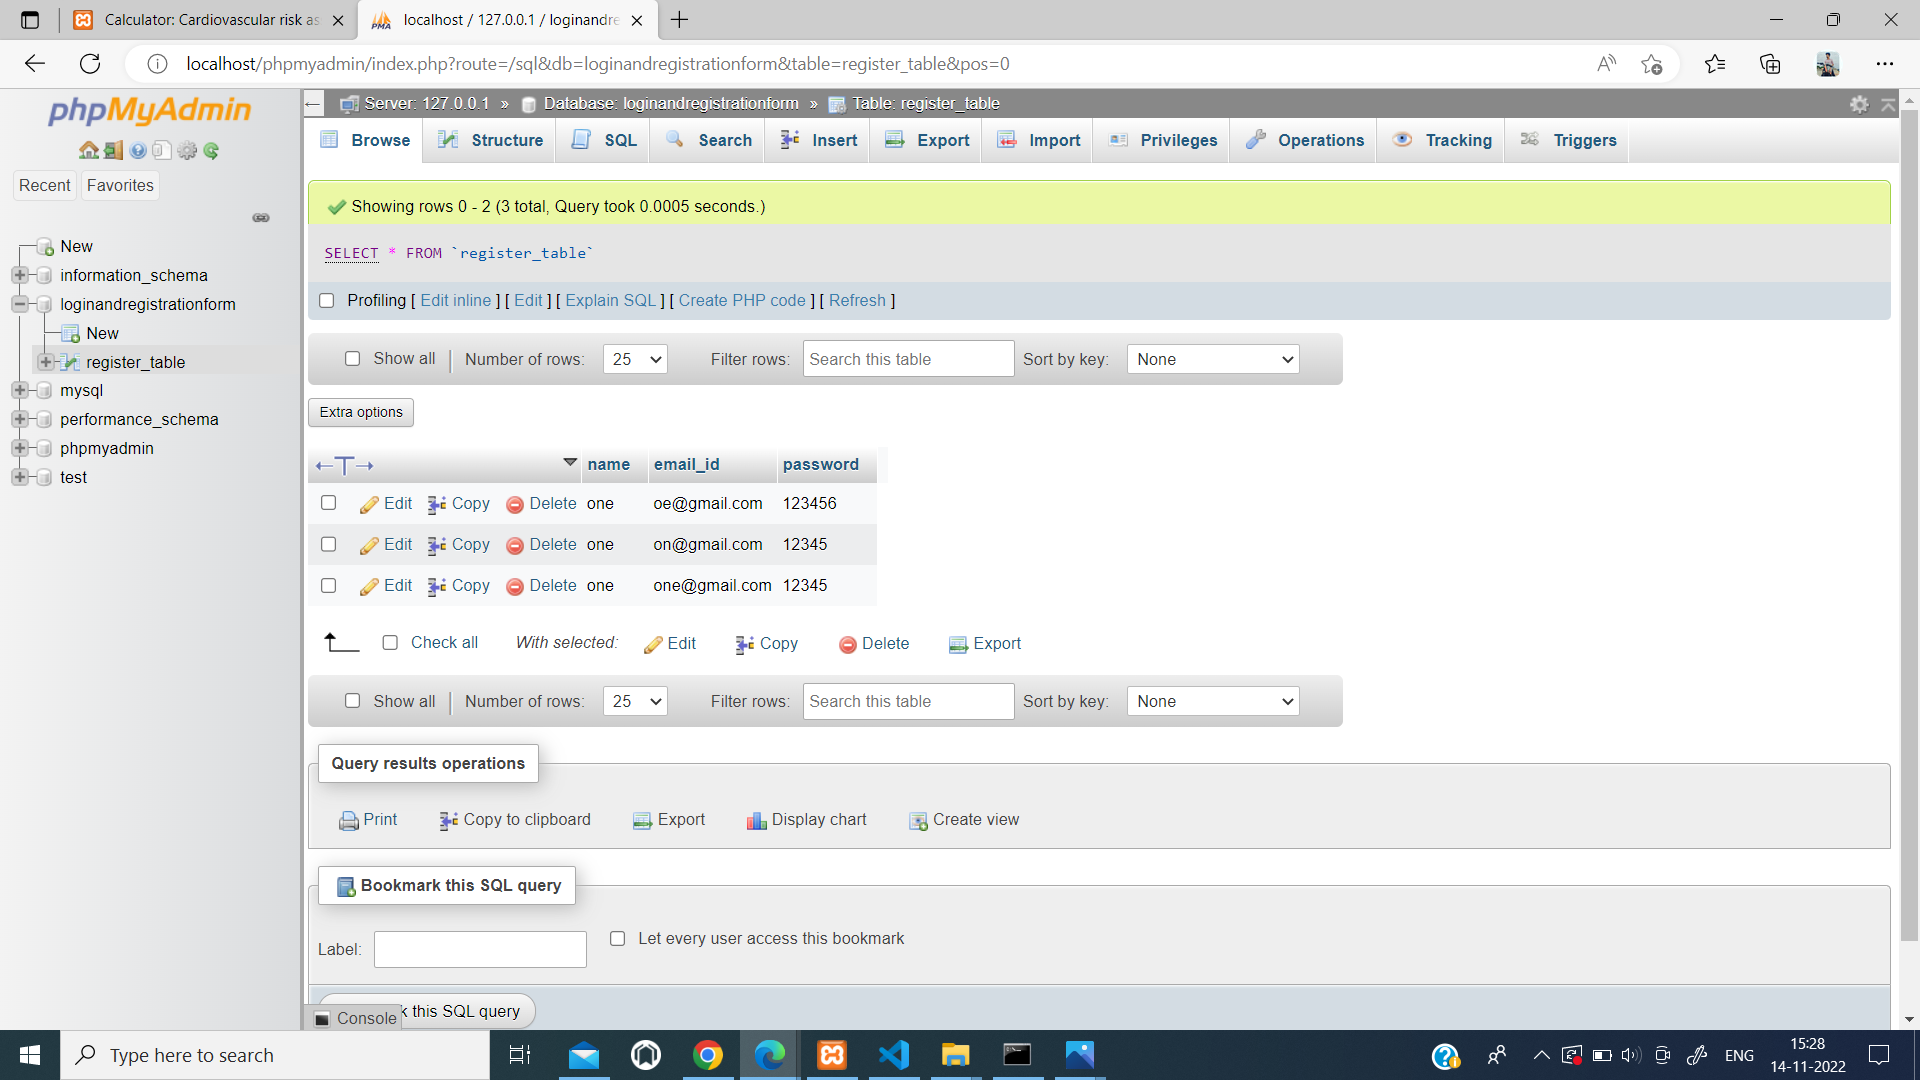 Calculator: Cardiovascular risk as
localhost / 127.0.0.1 / loginandre
localhost/phpmyadmin/index.php?route=/sql&db=loginandregistrationform&table=register_table&pos=0
phpMyAdmin
Recent Favorites
New
information_schema
loginandregistrationform
New
register_table
mysql
performance_schema
phpmyadmin
test
Server: 127.0.0.1 » Database: loginandregistrationform » Table: register_table
Browse Structure SQL Search Insert Export Import Privileges Operations Tracking Triggers
Showing rows 0 - 2 (3 total, Query took 0.0005 seconds.)
SELECT * FROM `register_table`
Profiling [ Edit inline ] [ Edit ] [ Explain SQL ] [ Create PHP code ] [ Refresh ]
Show all | Number of rows: 25 Filter rows: Search this table Sort by key: None
Extra options
←T→ name email_id password
Edit Copy Delete one oe@gmail.com 123456
Edit Copy Delete one on@gmail.com 12345
Edit Copy Delete one one@gmail.com 12345
Check all With selected: Edit Copy Delete Export
Show all | Number of rows: 25 Filter rows: Search this table Sort by key: None
Query results operations
Print Copy to clipboard Export Display chart Create view
Bookmark this SQL query
Label: Let every user access this bookmark
k this SQL query
Console
Type here to search
ENG
15:28
14-11-2022